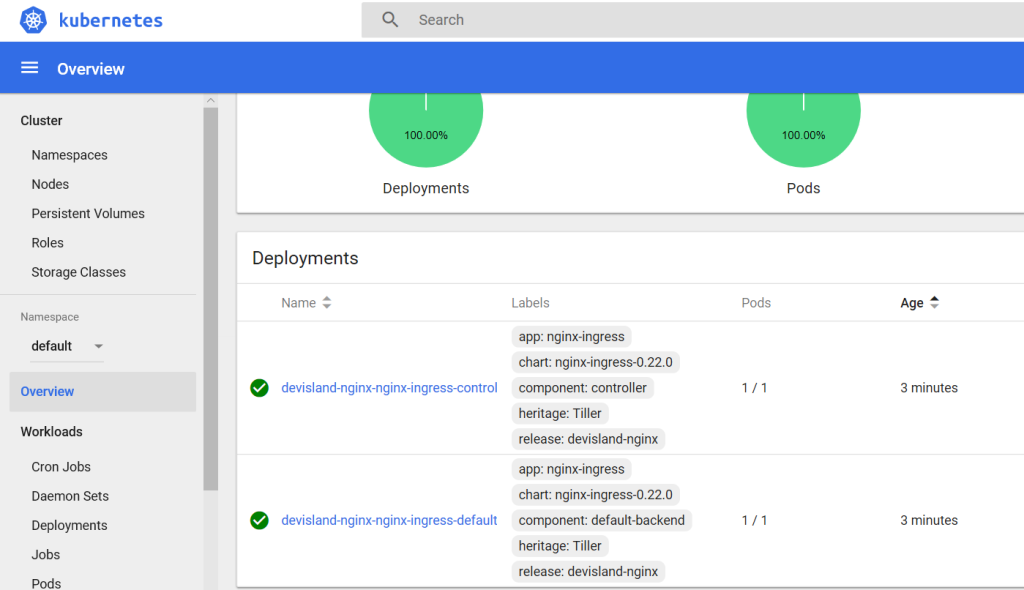 kubernetes
Search
Overview
Cluster
Namespaces
Nodes
Persistent Volumes
Roles
Storage Classes
Namespace
default
Overview
Workloads
Cron Jobs
Daemon Sets
Deployments
Jobs
Pods
100.00%
100.00%
Deployments
Pods
Deployments
Name Labels Pods Age
app: nginx-ingress
chart: nginx-ingress-0.22.0
devisland-nginx-nginx-ingress-control component: controller 1 / 1 3 minutes
heritage: Tiller
release: devisland-nginx
app: nginx-ingress
chart: nginx-ingress-0.22.0
devisland-nginx-nginx-ingress-default component: default-backend 1 / 1 3 minutes
heritage: Tiller
release: devisland-nginx